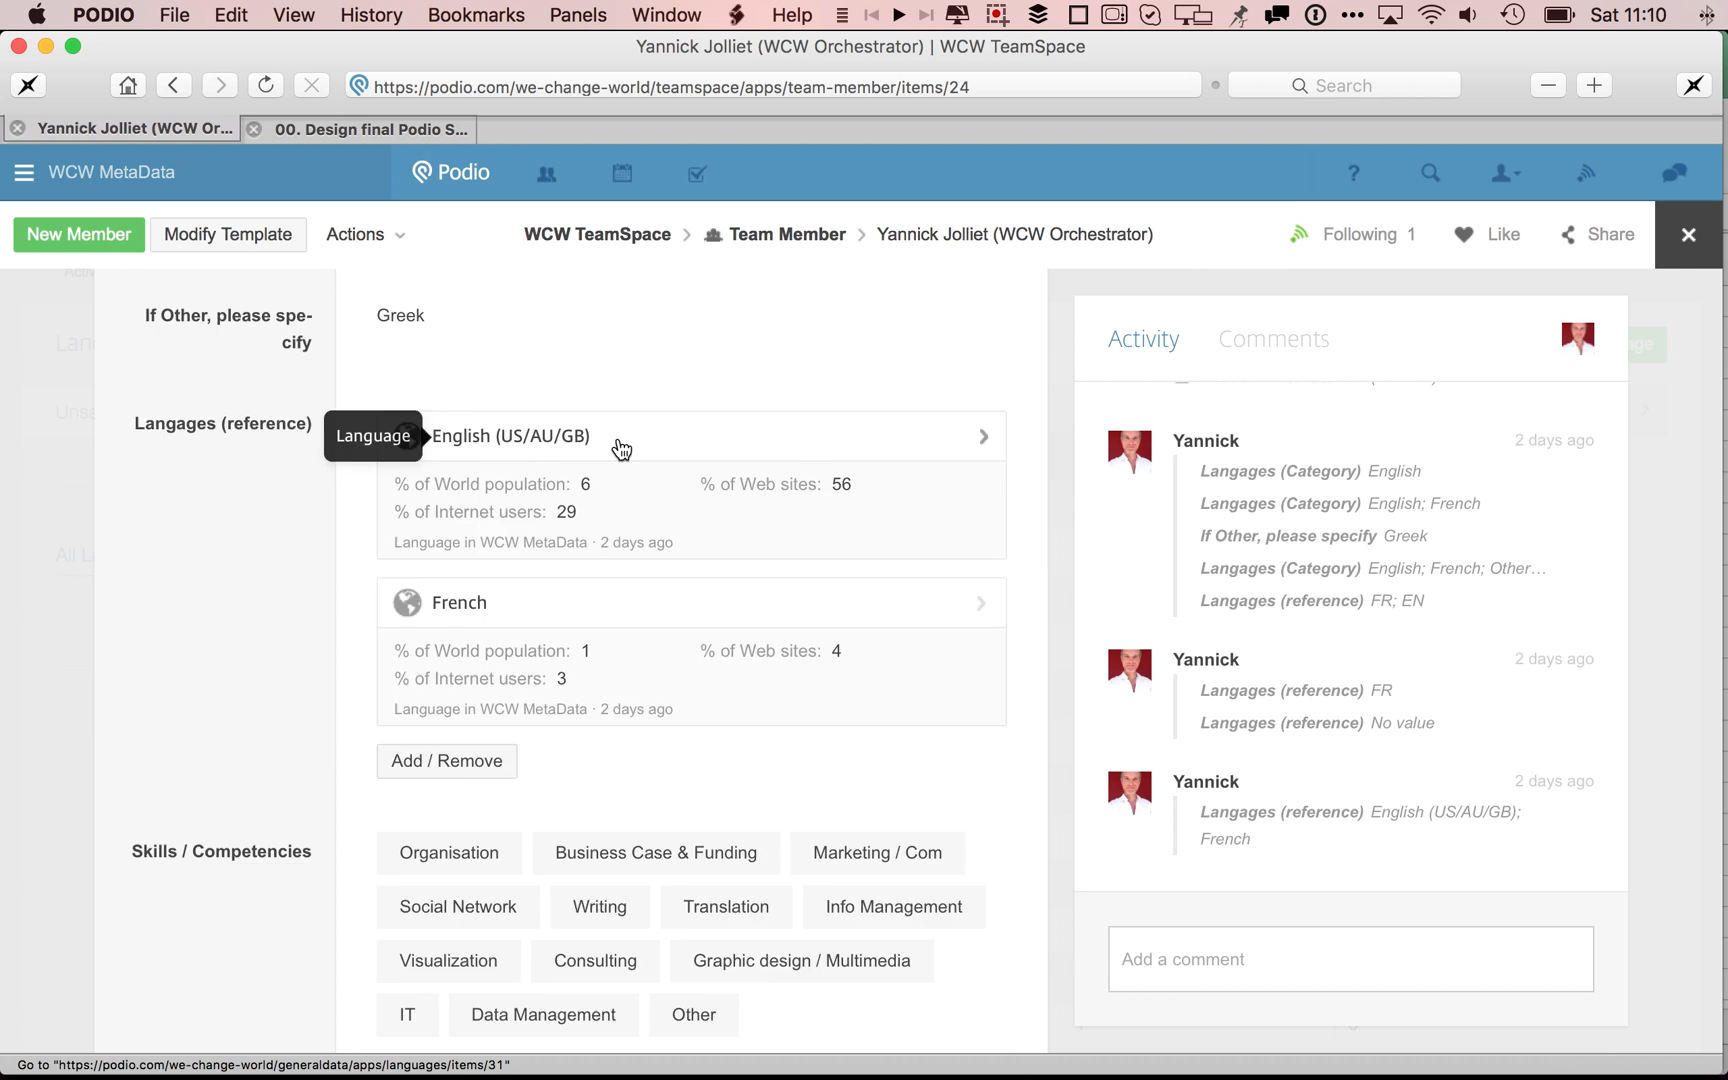 PODIO File Edit View History Bookmarks Panels Window Help Sat 11:10
Yannick Jolliet (WCW Orchestrator) | WCW TeamSpace
https://podio.com/we-change-world/teamspace/apps/team-member/items/24
Search
Yannick Jolliet (WCW Or...
00. Design final Podio S...
WCW MetaData
Podio
?
New Member
Modify Template
Actions
WCW TeamSpace
Team Member
Yannick Jolliet (WCW Orchestrator)
Following 1
Like
Share
If Other, please spe-
cify
Greek
Langages (reference)
Language
English (US/AU/GB)
% of World population: 6
% of Web sites: 56
% of Internet users: 29
Language in WCW MetaData · 2 days ago
French
% of World population: 1
% of Web sites: 4
% of Internet users: 3
Language in WCW MetaData · 2 days ago
Add / Remove
Skills / Competencies
Organisation
Business Case & Funding
Marketing / Com
Social Network
Writing
Translation
Info Management
Visualization
Consulting
Graphic design / Multimedia
IT
Data Management
Other
Activity
Comments
Yannick
2 days ago
Langages (Category) English
Langages (Category) English; French
If Other, please specify Greek
Langages (Category) English; French; Other...
Langages (reference) FR; EN
Yannick
2 days ago
Langages (reference) FR
Langages (reference) No value
Yannick
2 days ago
Langages (reference) English (US/AU/GB);
French
Add a comment
Go to "https://podio.com/we-change-world/generaldata/apps/languages/items/31"